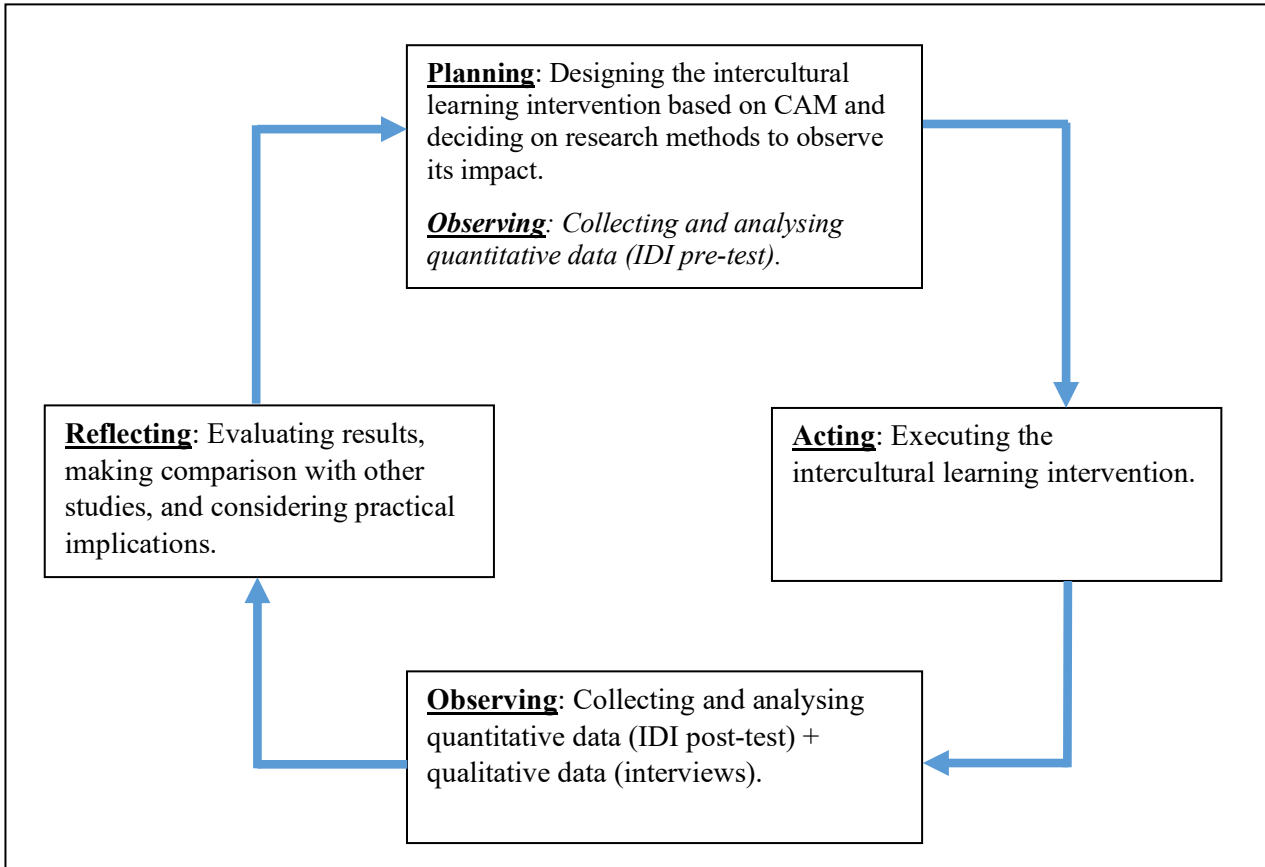 Planning: Designing the intercultural
learning intervention based on CAM and
deciding on research methods to observe
its impact.
Observing: Collecting and analysing
quantitative data (IDI pre-test).
Acting: Executing the
intercultural learning intervention.
Observing: Collecting and analysing
quantitative data (IDI post-test) +
qualitative data (interviews).
Reflecting: Evaluating results,
making comparison with other
studies, and considering practical
implications.